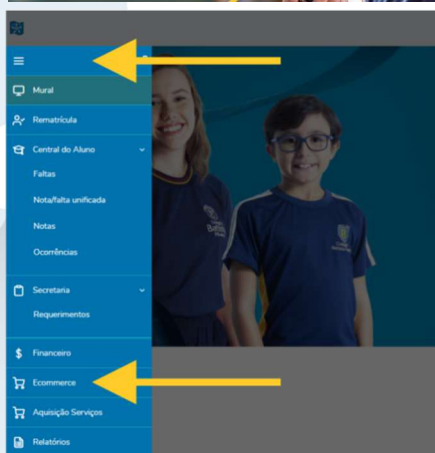 Mural
Rematrícula
Central do Aluno
Faltas
Nota/falta unificada
Notas
Ocorrências
Secretaria
Requerimentos
Financeiro
Ecommerce
Aquisição Serviços
Relatórios